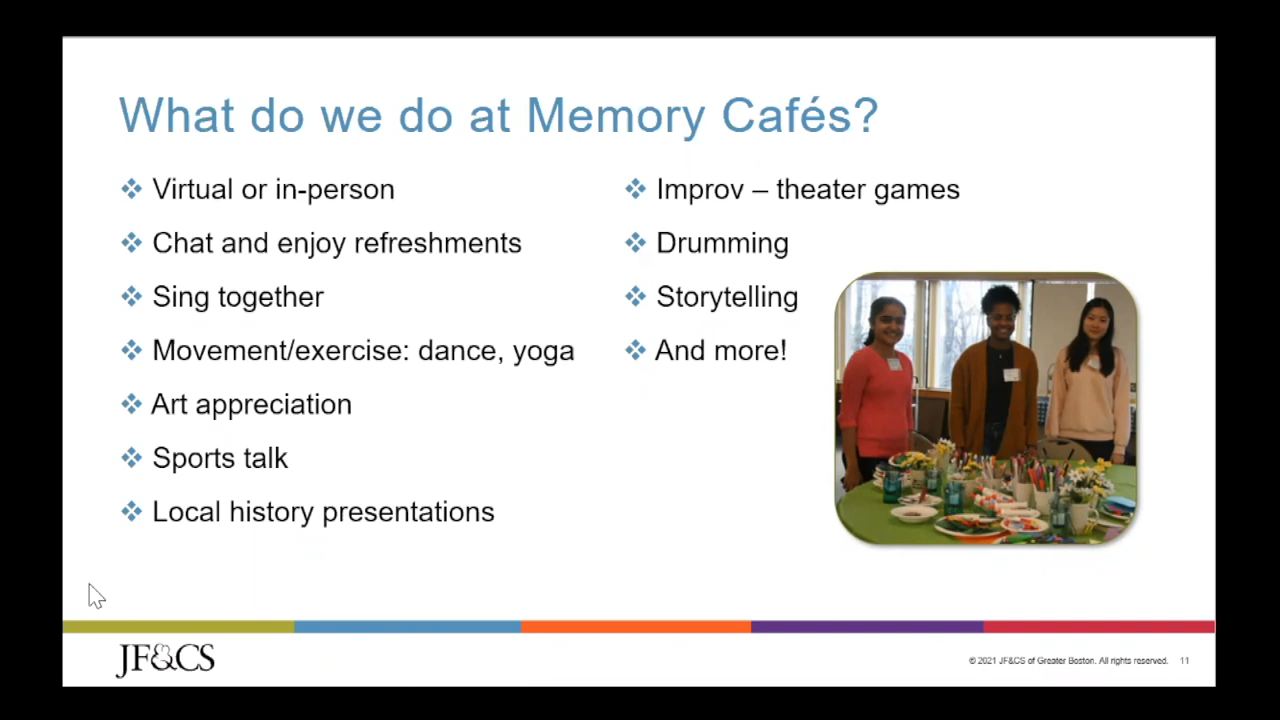 What do we do at Memory Cafés?
❖ Virtual or in-person
❖ Chat and enjoy refreshments
❖ Sing together
❖ Movement/exercise: dance, yoga
❖ Art appreciation
❖ Sports talk
❖ Local history presentations
❖ Improv – theater games
❖ Drumming
❖ Storytelling
❖ And more!
JF&CS
© 2021 JF&CS of Greater Boston. All rights reserved. 11